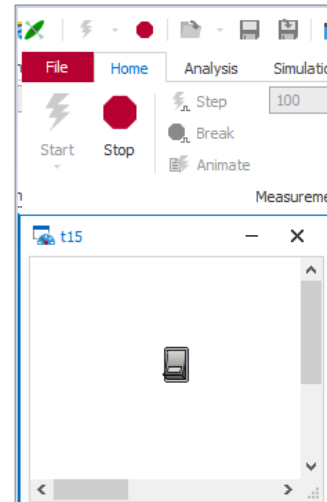 File Home Analysis Simulatio
Step 100
Break
Start Stop
Animate
Measureme
t15